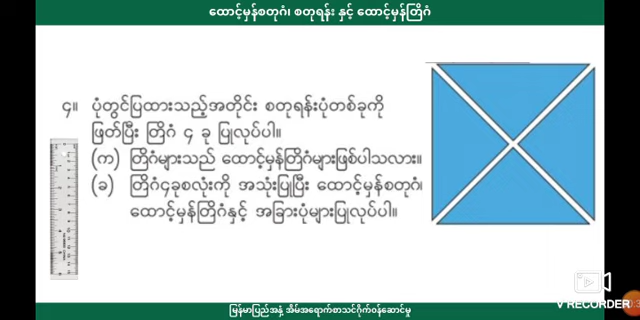 ထောင့်မှန်စတုဂံ၊ စတုရန်း နှင့် ထောင့်မှန်တြိဂံ
၄။ ပုံတွင်ပြထားသည့်အတိုင်း စတုရန်းပုံတစ်ခုကို
ဖြတ်ပြီး တြိဂံ ၄ ခု ပြုလုပ်ပါ။
(က) တြိဂံများသည် ထောင့်မှန်တြိဂံများဖြစ်ပါသလား။
(ခ) တြိဂံ၄ခုစလုံးကို အသုံးပြုပြီး ထောင့်မှန်စတုဂံ၊
ထောင့်မှန်တြိဂံနှင့် အခြားပုံများပြုလုပ်ပါ။
V RECORDER
မြန်မာပြည်အနှံ့ အိမ်အရောက်စာသင်ဂိုက်ဝန်ဆောင်မှု